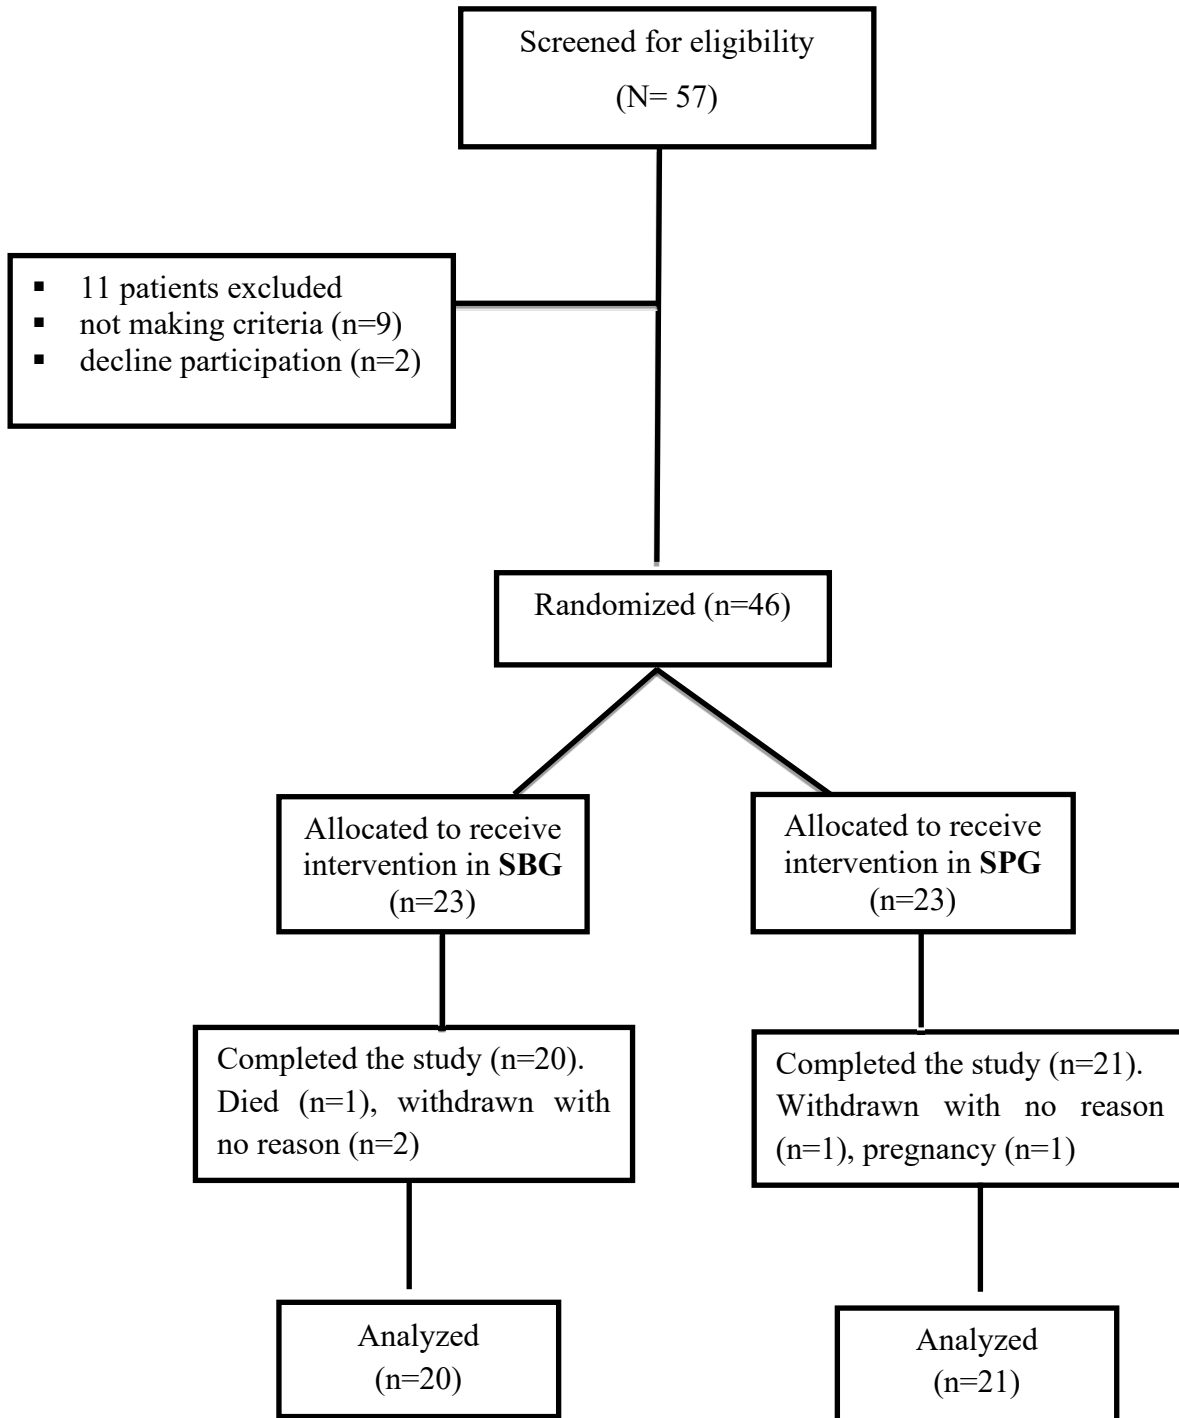 Screened for eligibility
(N= 57)
▪ 11 patients excluded
▪ not making criteria (n=9)
▪ decline participation (n=2)
Randomized (n=46)
Allocated to receive
intervention in SBG
(n=23)
Allocated to receive
intervention in SPG
(n=23)
Completed the study (n=20).
Died (n=1), withdrawn with
no reason (n=2)
Completed the study (n=21).
Withdrawn with no reason
(n=1), pregnancy (n=1)
Analyzed
(n=20)
Analyzed
(n=21)